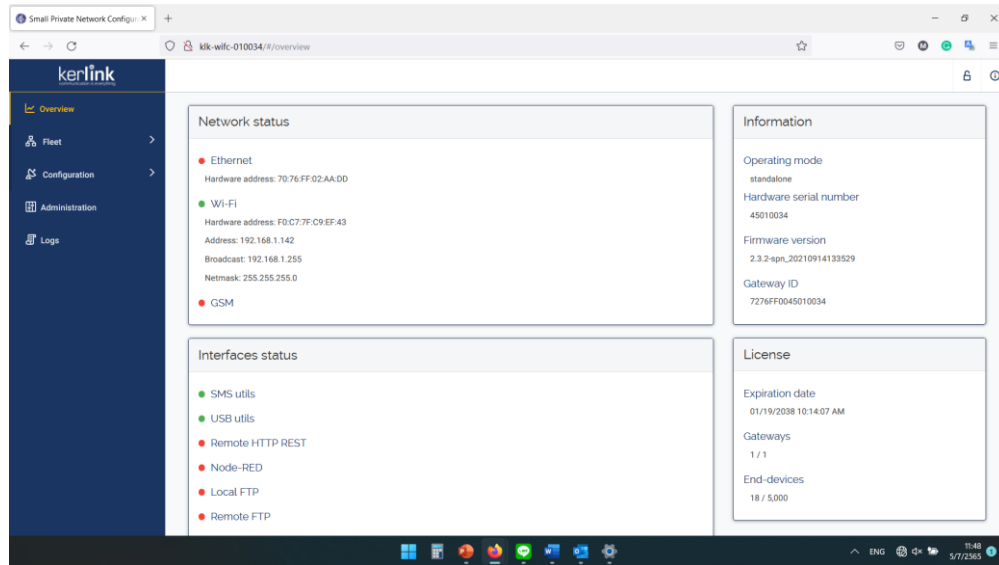 Small Private Network Configur
klk-wifc-010034/#/overview
kerlink
communication is everything
Overview
Fleet
Configuration
Administration
Logs
Network status
Ethernet
Hardware address: 70:76:FF:02:AA:DD
Wi-Fi
Hardware address: F0:C7:7F:C9:EF:43
Address: 192.168.1.142
Broadcast: 192.168.1.255
Netmask: 255.255.255.0
GSM
Information
Operating mode
standalone
Hardware serial number
45010034
Firmware version
2.3.2-spn_20210914133529
Gateway ID
7276FF0045010034
Interfaces status
SMS utils
USB utils
Remote HTTP REST
Node-RED
Local FTP
Remote FTP
License
Expiration date
01/19/2038 10:14:07 AM
Gateways
1 / 1
End-devices
18 / 5,000
ENG
11:48
5/7/2565
1